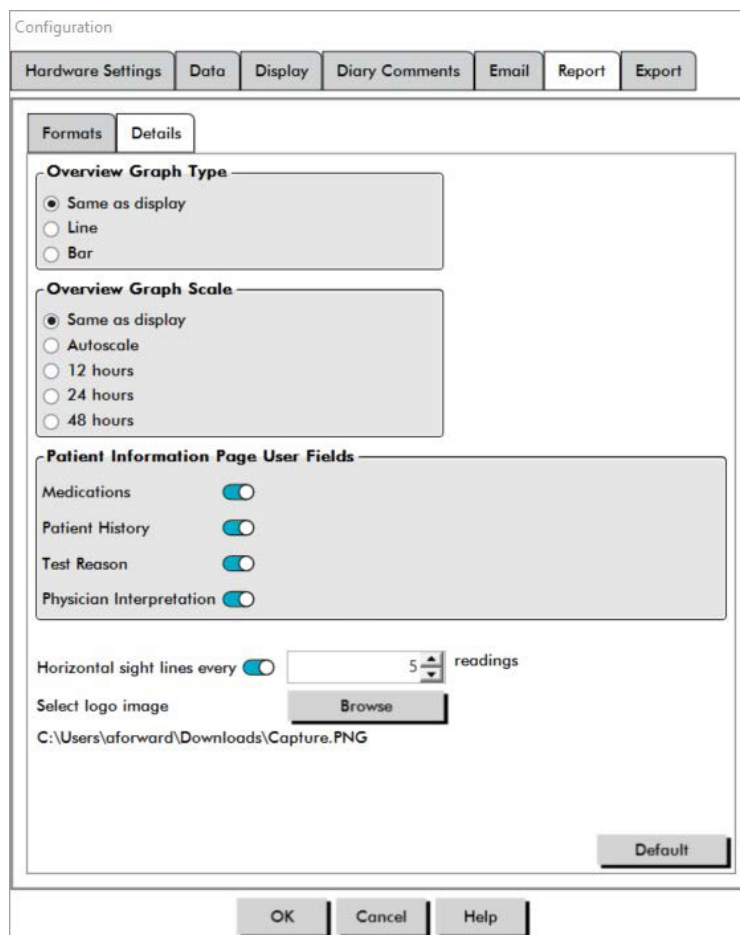 Configuration
Hardware Settings Data Display Diary Comments Email Report Export
Formats Details
Overview Graph Type
Same as display
Line
Bar
Overview Graph Scale
Same as display
Autoscale
12 hours
24 hours
48 hours
Patient Information Page User Fields
Medications
Patient History
Test Reason
Physician Interpretation
Horizontal sight lines every 5 readings
Select logo image Browse
C:\Users\aforward\Downloads\Capture.PNG
Default
OK Cancel Help